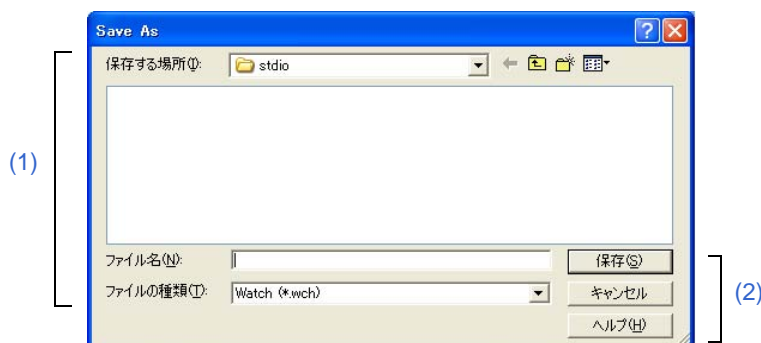 Save As
保存する場所(I):
stdio
(1)
ファイル名(N):
保存(S)
ファイルの種類(T):
Watch (*.wch)
キャンセル
(2)
ヘルプ(H)